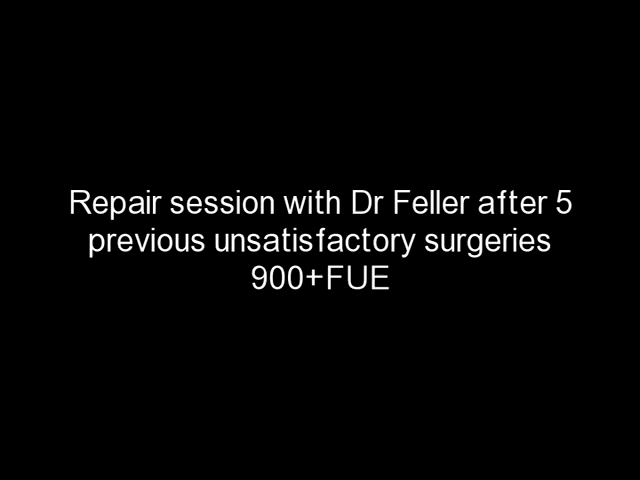 Repair session with Dr Feller after 5
previous unsatisfactory surgeries
900+FUE